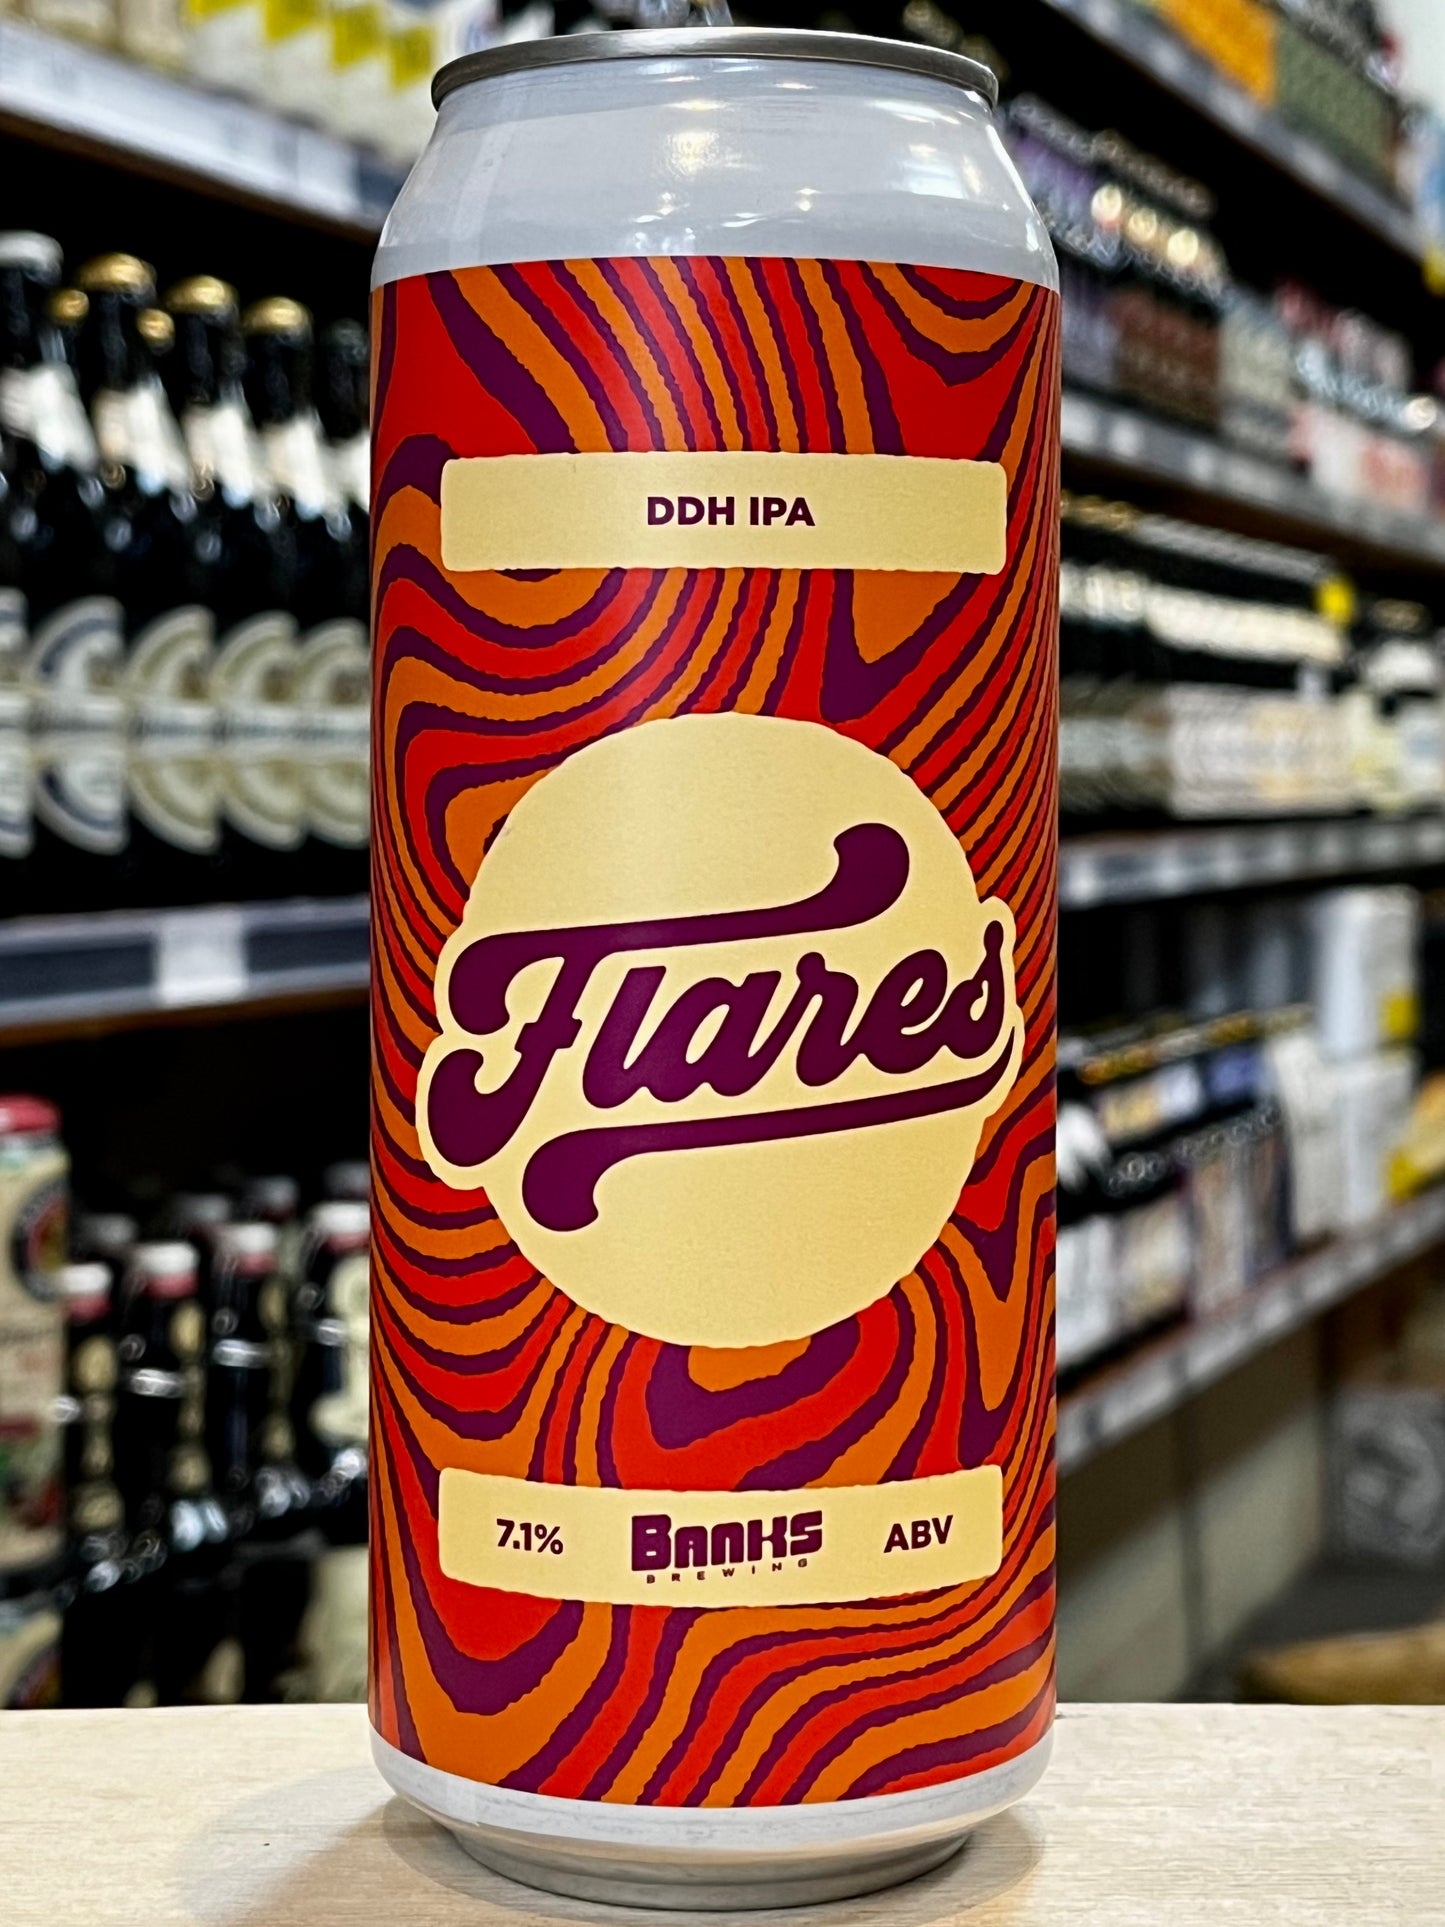 DDH IPA
Flares
7.1% BANKS ABV
BREWING